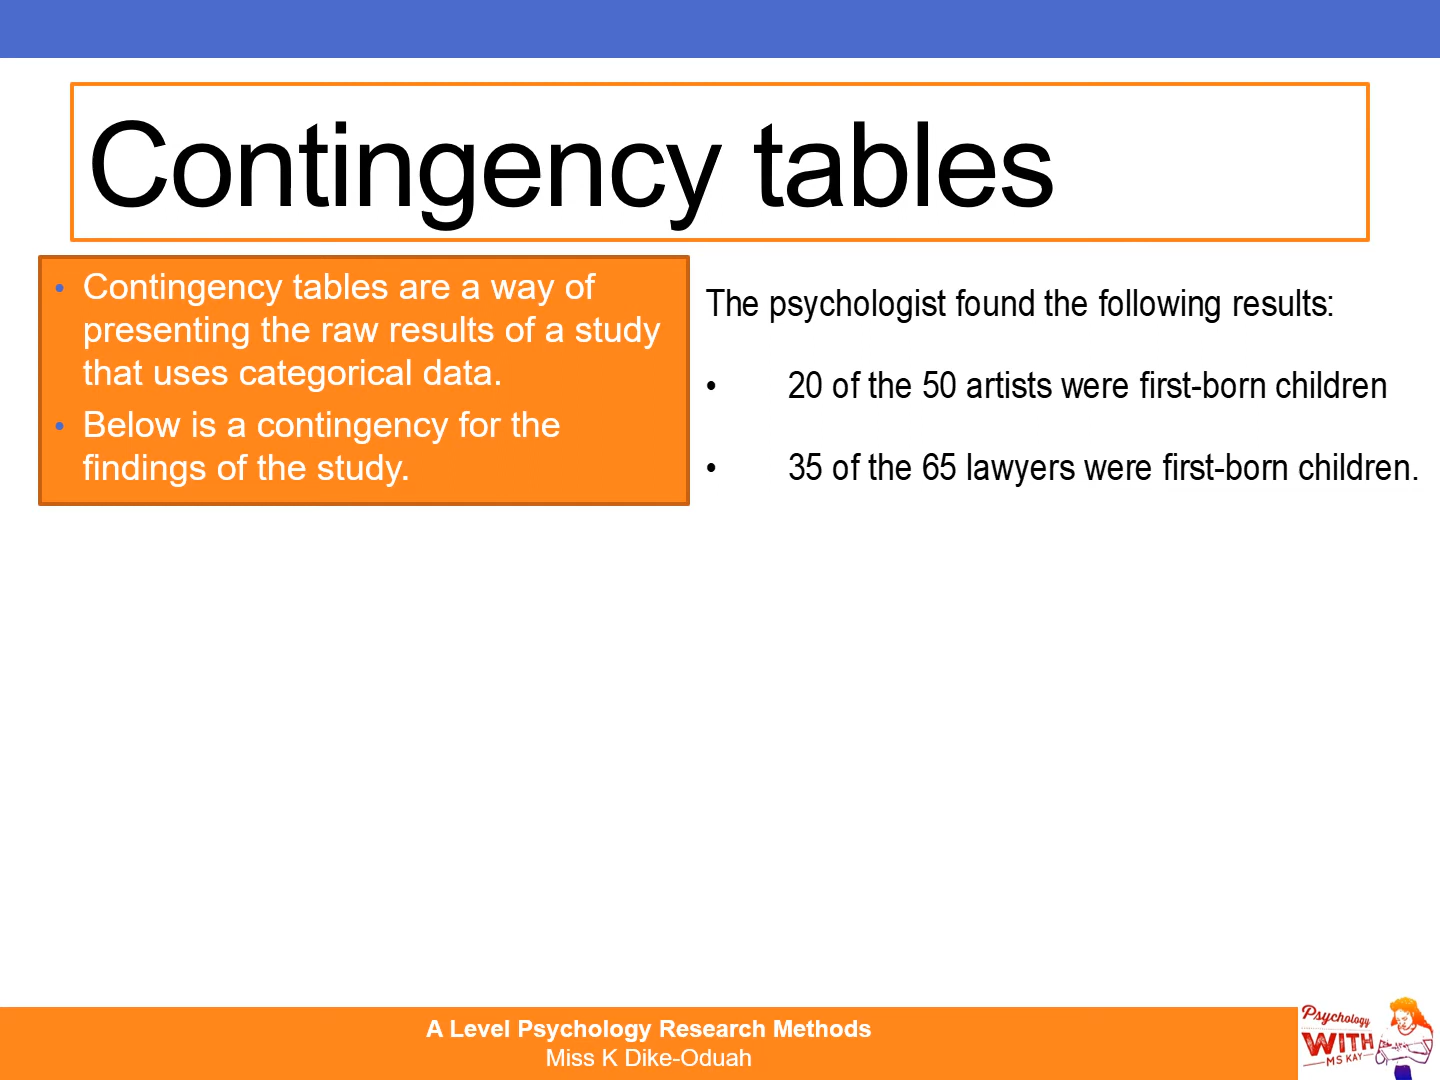 Contingency tables
• Contingency tables are a way of
presenting the raw results of a study
that uses categorical data.
• Below is a contingency for the
findings of the study.
The psychologist found the following results:
• 20 of the 50 artists were first-born children
• 35 of the 65 lawyers were first-born children.
A Level Psychology Research Methods
Miss K Dike-Oduah
Psychology
WITH
MS KAY